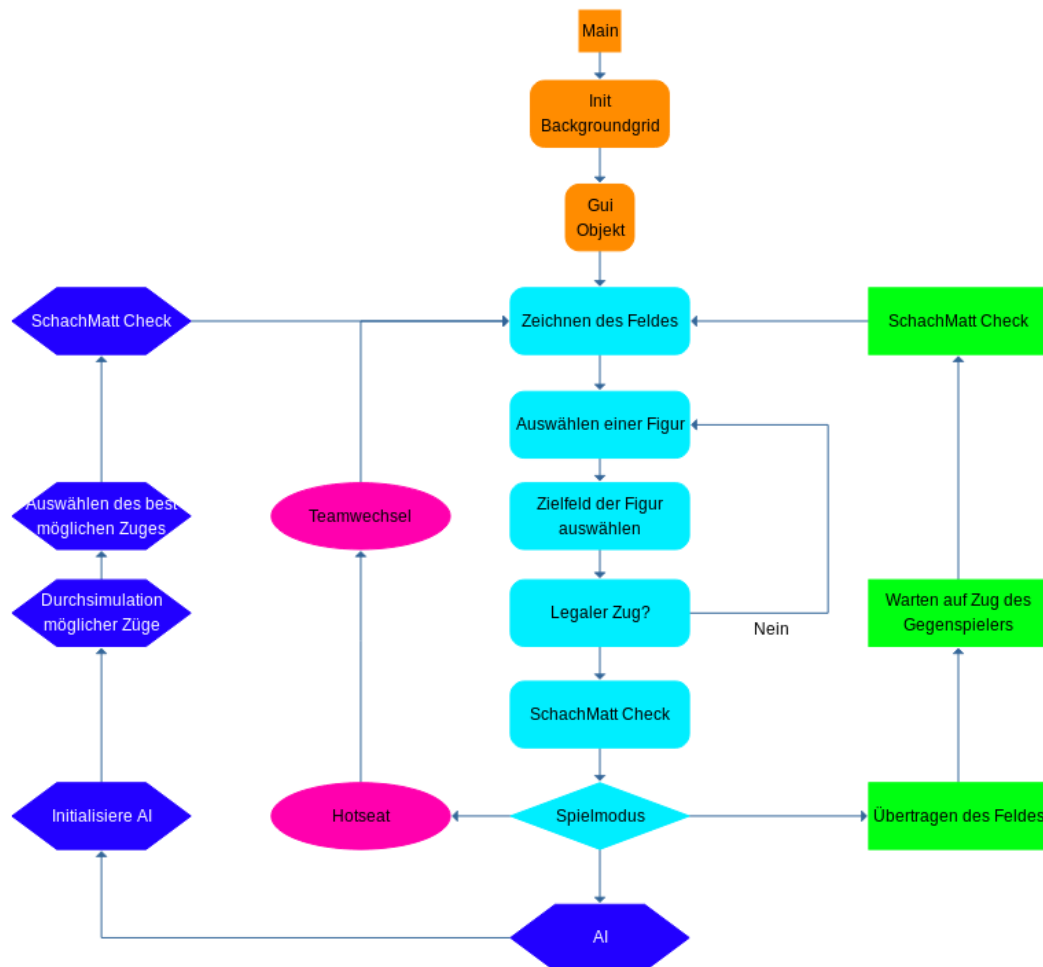 Main
Init
Backgroundgrid
Gui
Objekt
SchachMatt Check
Zeichnen des Feldes
SchachMatt Check
Auswählen einer Figur
Auswählen des best
möglichen Zuges
Teamwechsel
Zielfeld der Figur
auswählen
Durchsimulation
möglicher Züge
Legaler Zug?
Nein
Warten auf Zug des
Gegenspielers
SchachMatt Check
Initialisiere AI
Hotseat
Spielmodus
Übertragen des Feldes
AI